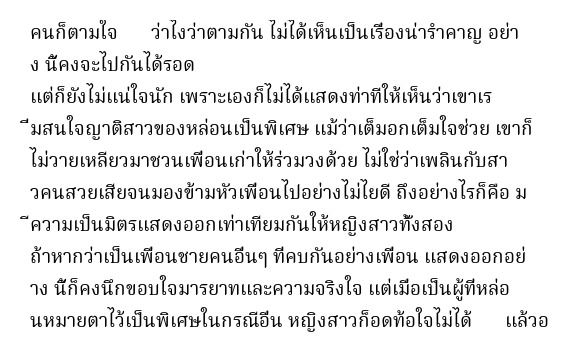 คนก็ตามใจ     ว่าไงว่าตามกัน ไม่ได้เห็นเป็นเรื่องน่ารำคาญ อย่า
ง นี้คงจะไปกันได้รอด
แต่ก็ยังไม่แน่ใจนัก เพราะเองก็ไม่ได้แสดงท่าทีให้เห็นว่าเขาเร
ิ่มสนใจญาติสาวของหล่อนเป็นพิเศษ แม้ว่าเต็มอกเต็มใจช่วย เขาก็
ไม่วายเหลียวมาชวนเพื่อนเก่าให้ร่วมวงด้วย ไม่ใช่ว่าเพลินกับสา
วคนสวยเสียจนมองข้ามหัวเพื่อนไปอย่างไม่ไยดี ถึงอย่างไรก็คือ ม
ีความเป็นมิตรแสดงออกเท่าเทียมกันให้หญิงสาวทั้งสอง
ถ้าหากว่าเป็นเพื่อนชายคนอื่นๆ ที่คบกันอย่างเพื่อน แสดงออกอย่
าง นี้ก็คงนึกขอบใจมารยาทและความจริงใจ แต่เมื่อเป็นผู้ที่หล่อ
นหมายตาไว้เป็นพิเศษในกรณีอื่น หญิงสาวก็อดท้อใจไม่ได้     แล้วอ